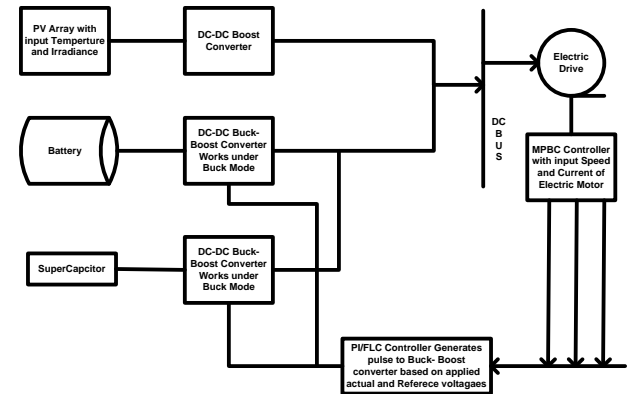 PV Array with
input Temperture
and Irradiance
DC-DC Boost
Converter
Electric
Drive
Battery
DC-DC Buck-
Boost Converter
Works under
Buck Mode
DC
B
U
S
MPBC Controller
with input Speed
and Current of
Electric Motor
SuperCapcitor
DC-DC Buck-
Boost Converter
Works under
Buck Mode
PI/FLC Controller Generates
pulse to Buck- Boost
converter based on applied
actual and Referece voltagaes